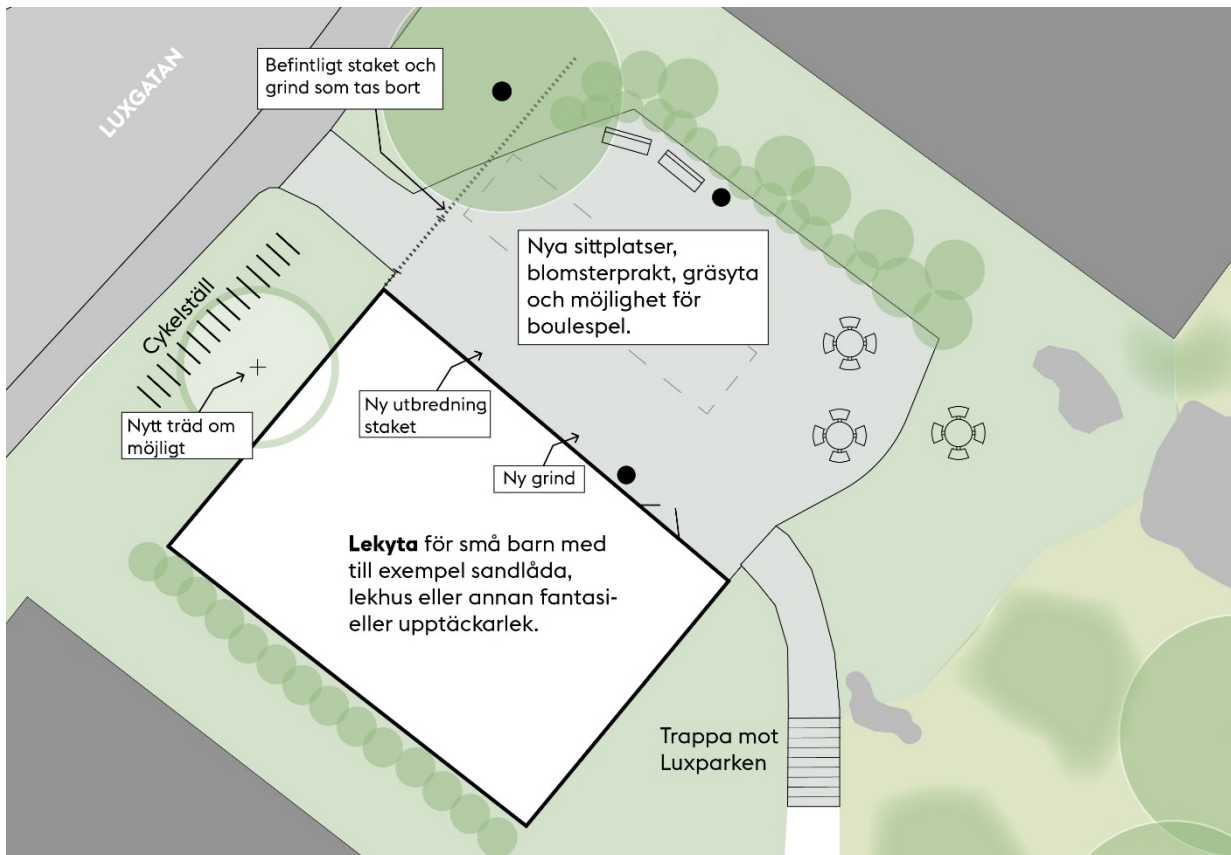 LUXGATAN
Befintligt staket och
grind som tas bort
Nya sittplatser,
blomsterprakt, gräsyta
och möjlighet för
boulespel.
Cykelställ
Nytt träd om
möjligt
Ny utbredning
staket
Ny grind
Lekyta för små barn med
till exempel sandlåda,
lekhus eller annan fantasi-
eller upptäckarlek.
Trappa mot
Luxparken